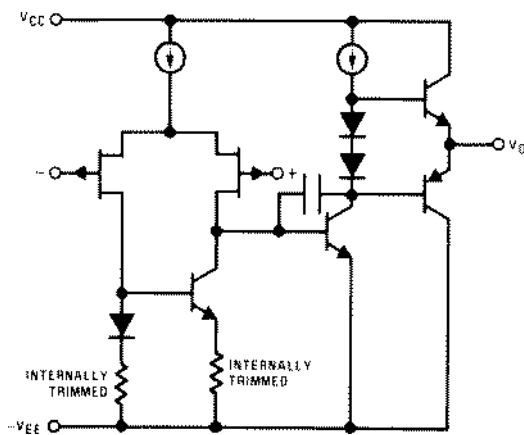 VCC
-
+
VO
INTERNALLY
TRIMMED
INTERNALLY
TRIMMED
-VEE